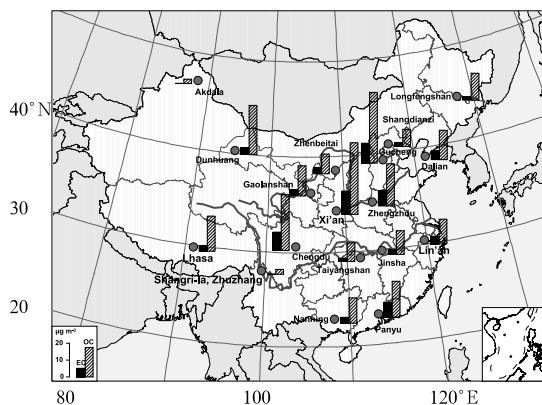 40°N
30
20
80
100
120°E
Akdala
Longfengshan
Shangdianzi
Zhenbeitai
Gucheng
Dalian
Dunhuang
Gaolanshan
Xi'an
Zhengzhou
Lhasa
Chengdu
Lin'an
Jinsha
Taiyangshan
Shangri-la, Zhuzhang
Nanning
Panyu
µg m⁻³
OC
20
EC
10
0